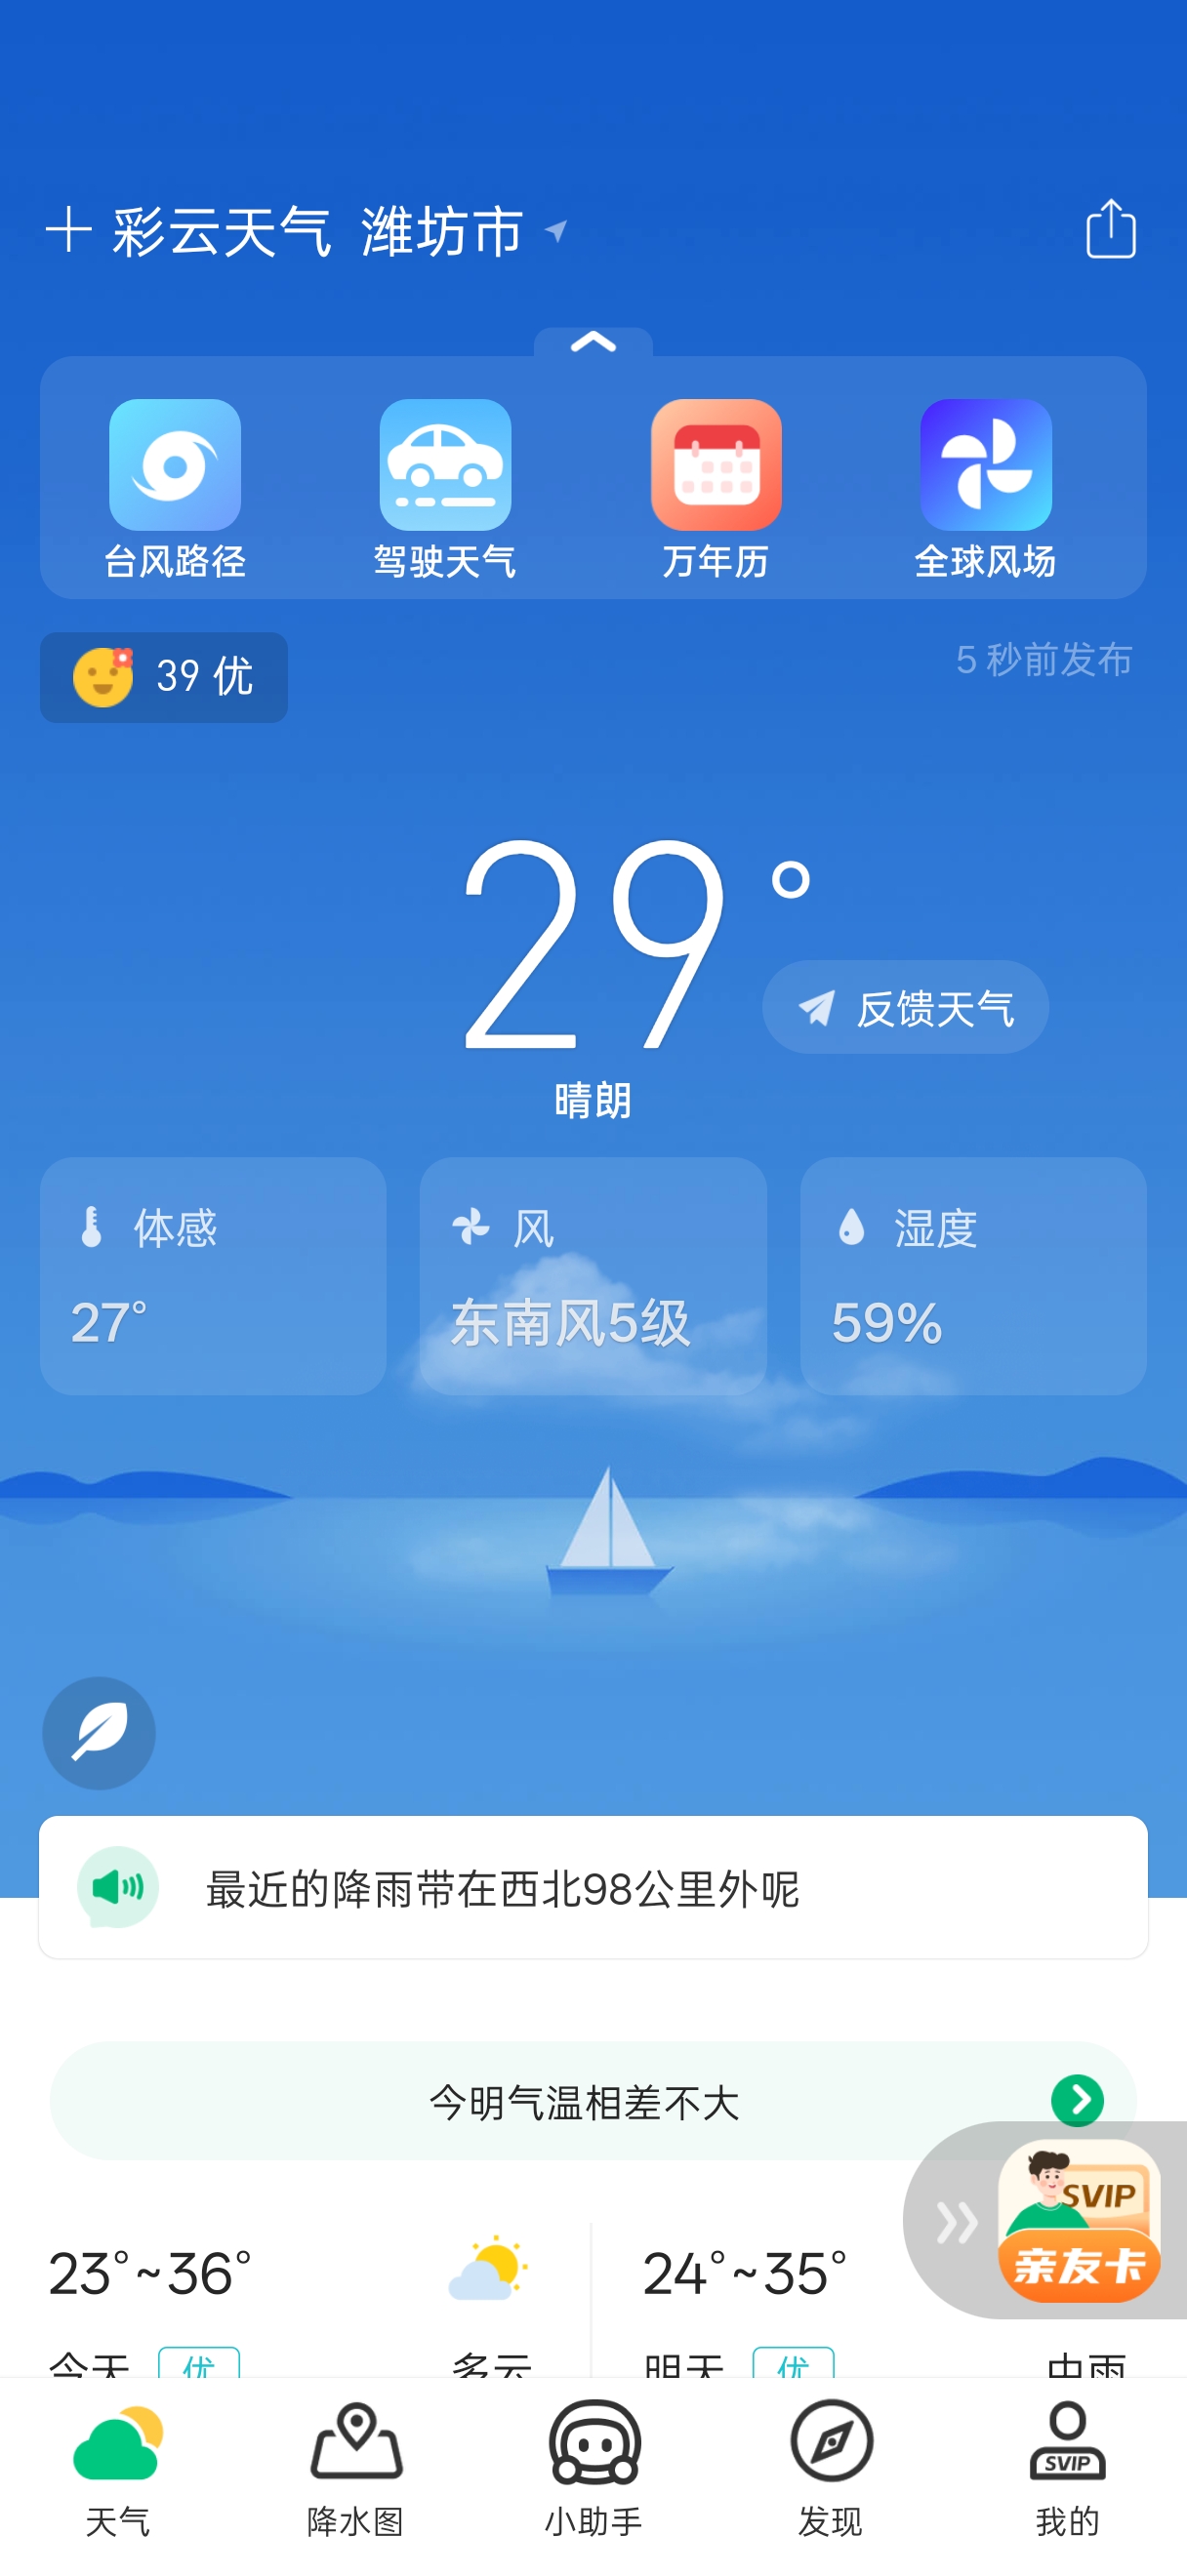 彩云天气 潍坊市
台风路径 驾驶天气 万年历 全球风场
39 优
5 秒前发布
29°
反馈天气
晴朗
体感 风 湿度
27° 东南风5级 59%
最近的降雨带在西北98公里外呢
今明气温相差不大
SVIP
亲友卡
23°~36° 24°~35°
今天 优 多云 明天 优 中雨
SVIP
天气 降水图 小助手 发现 我的